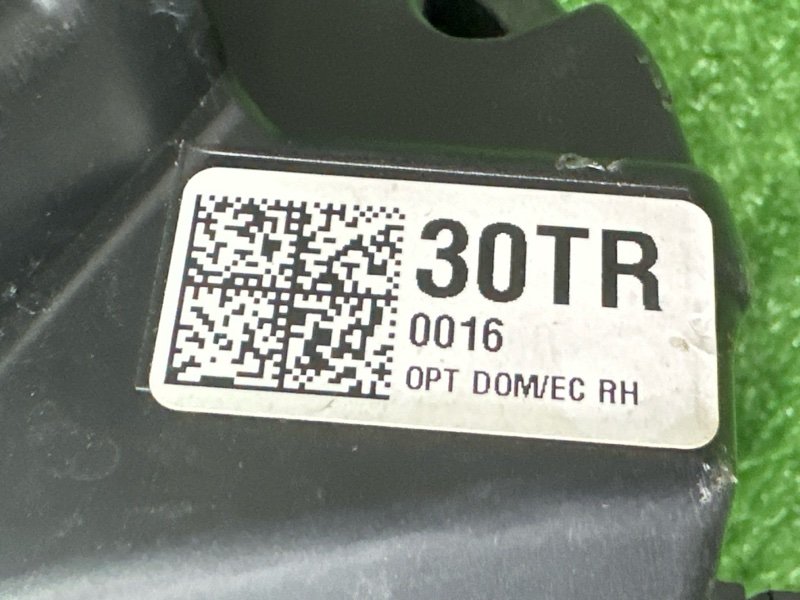 30TR
0016
OPT DOM/EC RH